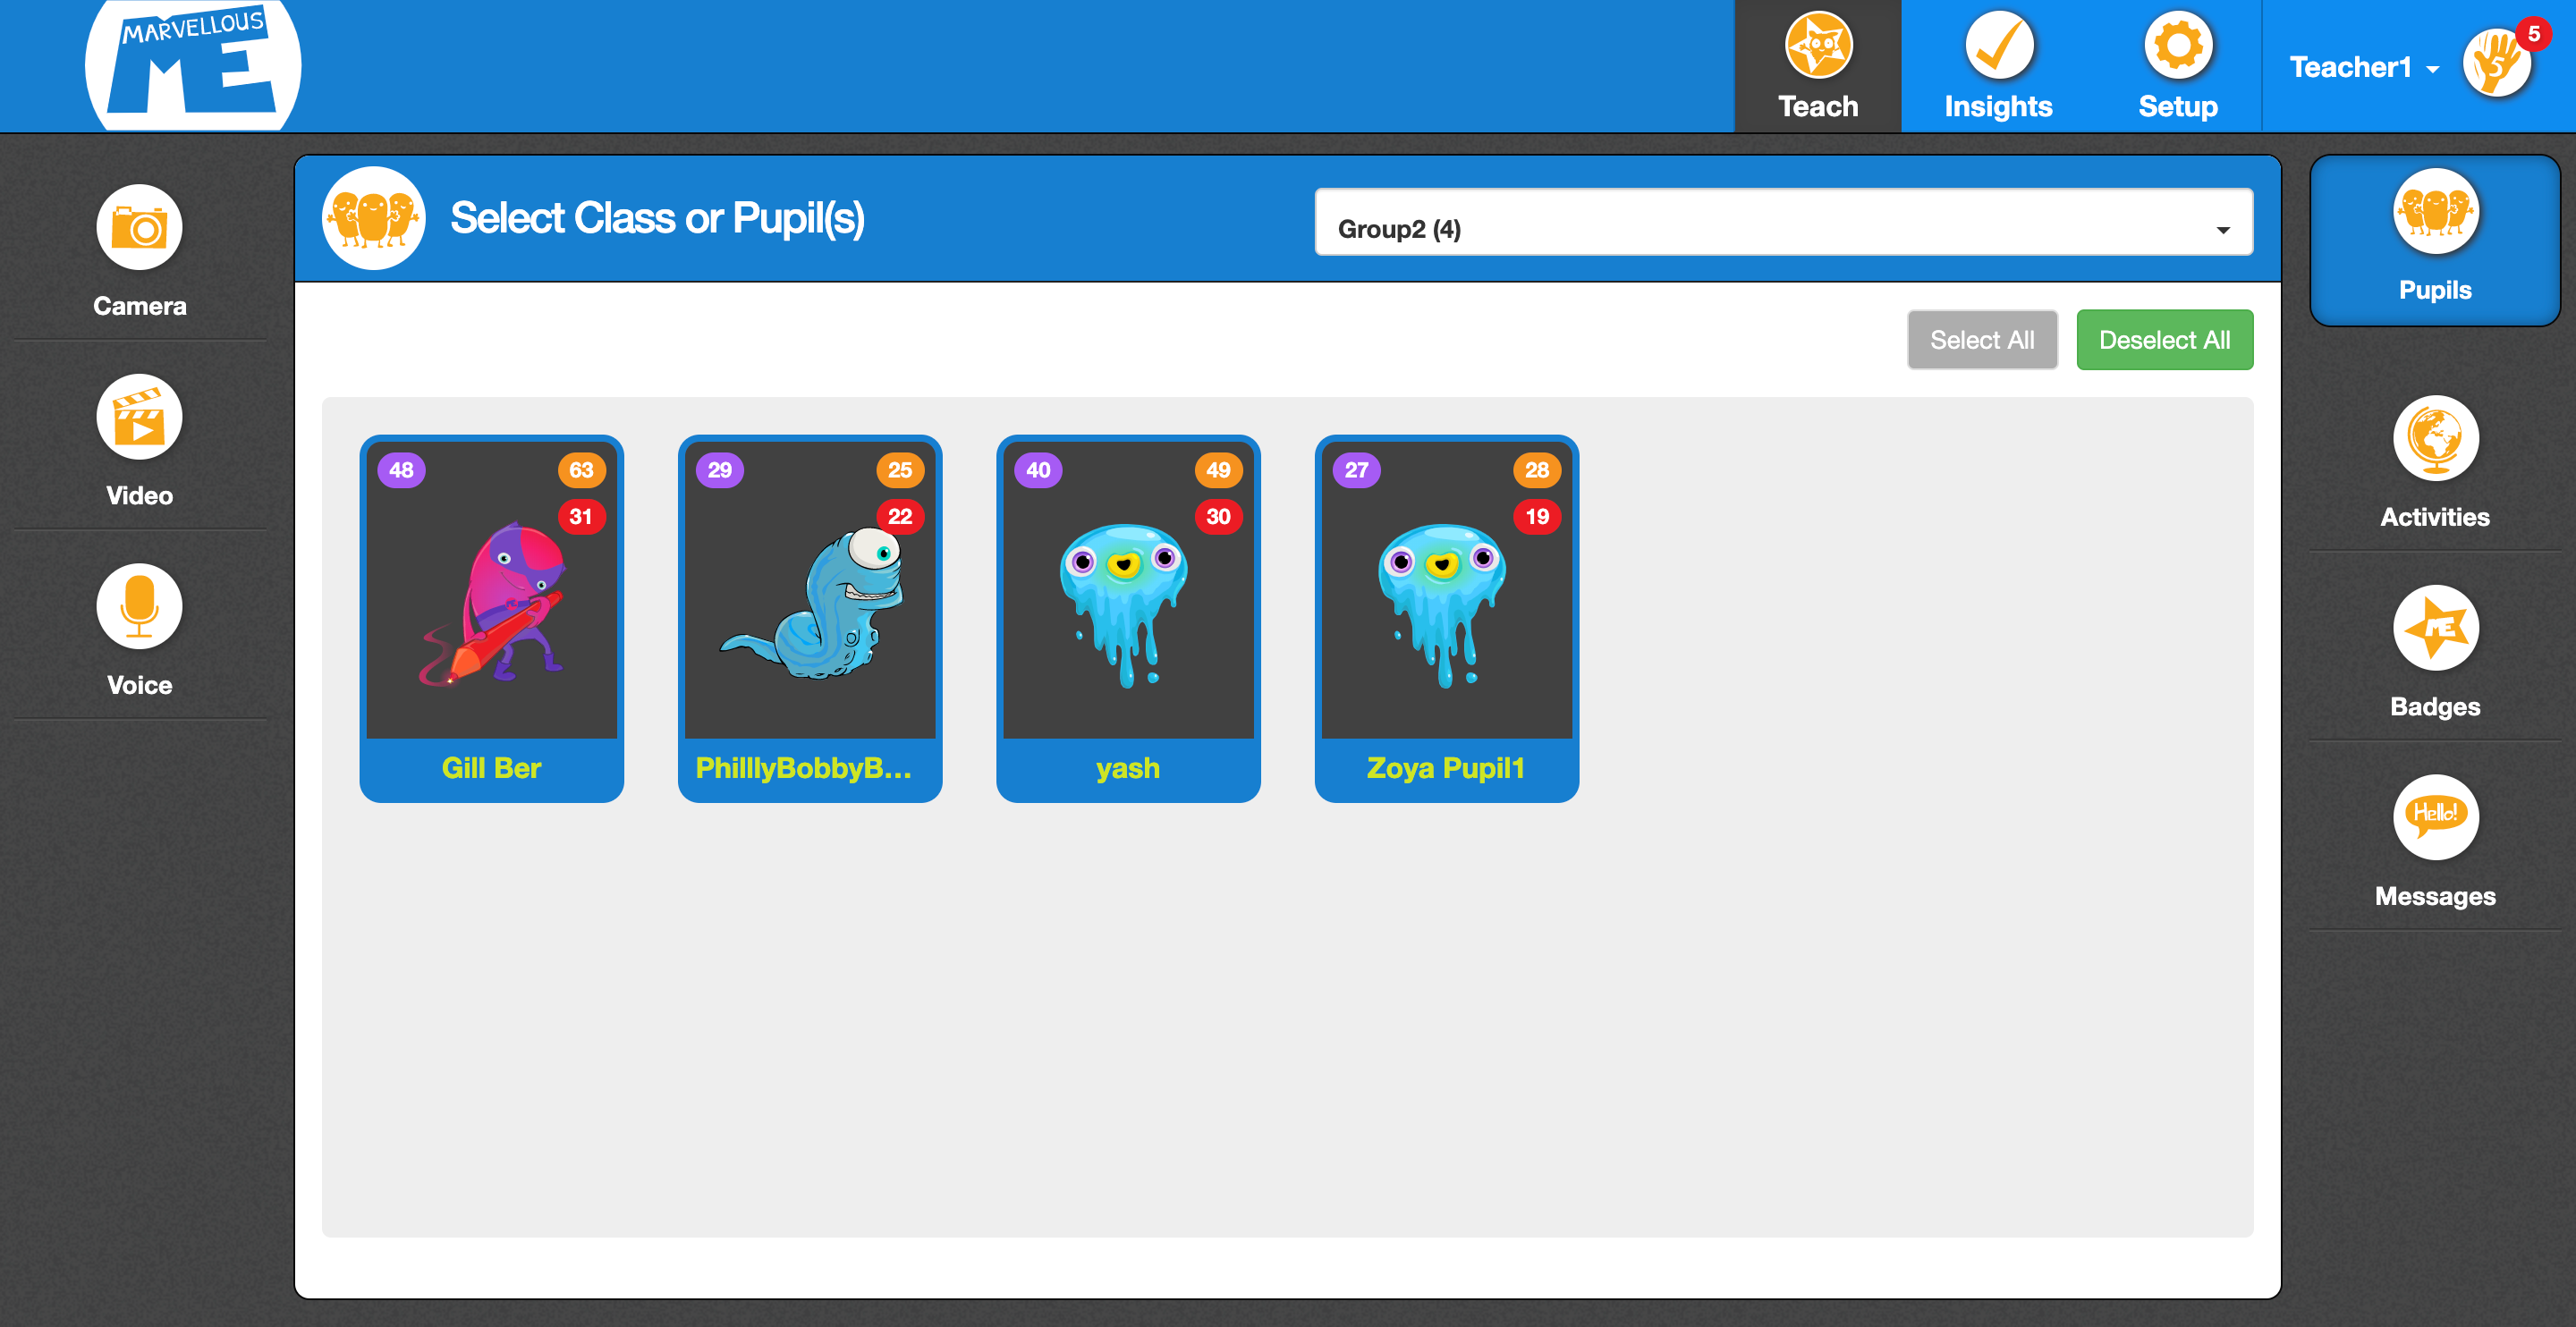 MARVELLOUS
ME
Teach
Insights
Setup
Teacher1
5
5
Camera
Video
Voice
Select Class or Pupil(s)
Group2 (4)
Select All
Deselect All
48
63
31
Gill Ber
29
25
22
PhilllyBobbyB...
40
49
30
yash
27
28
19
Zoya Pupil1
Pupils
Activities
ME
Badges
Hello!
Messages